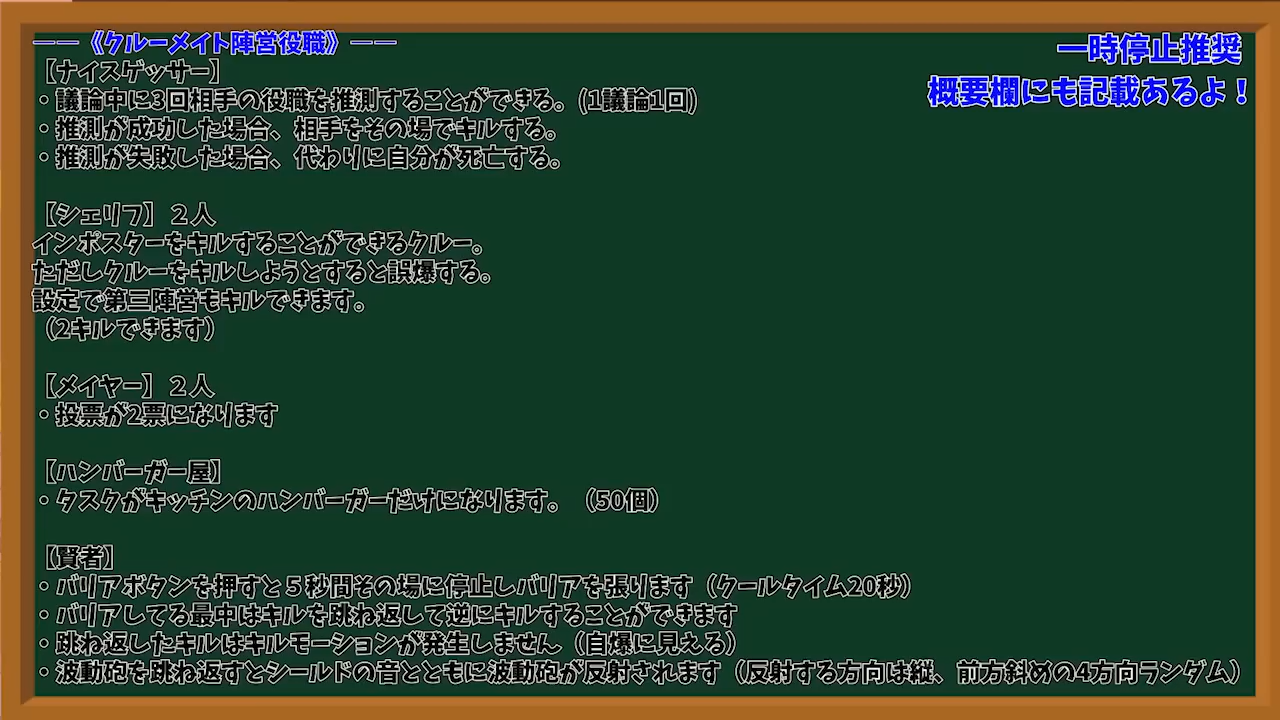 ——《クルーメイト陣営役職》——
一時停止推奨
概要欄にも記載あるよ！
【ナイスゲッサー】
・議論中に3回相手の役職を推測することができる。(1議論1回)
・推測が成功した場合、相手をその場でキルする。
・推測が失敗した場合、代わりに自分が死亡する。
【シェリフ】２人
インポスターをキルすることができるクルー。
ただしクルーをキルしようとすると誤爆する。
設定で第三陣営もキルできます。
（2キルできます）
【メイヤー】２人
・投票が2票になります
【ハンバーガー屋】
・タスクがキッチンのハンバーガーだけになります。（50個）
【賢者】
・バリアボタンを押すと５秒間その場に停止しバリアを張ります（クールタイム20秒）
・バリアしてる最中はキルを跳ね返して逆にキルすることができます
・跳ね返したキルはキルモーションが発生しません（自爆に見える）
・波動砲を跳ね返すとシールドの音とともに波動砲が反射されます（反射する方向は縦、前方斜めの4方向ランダム）